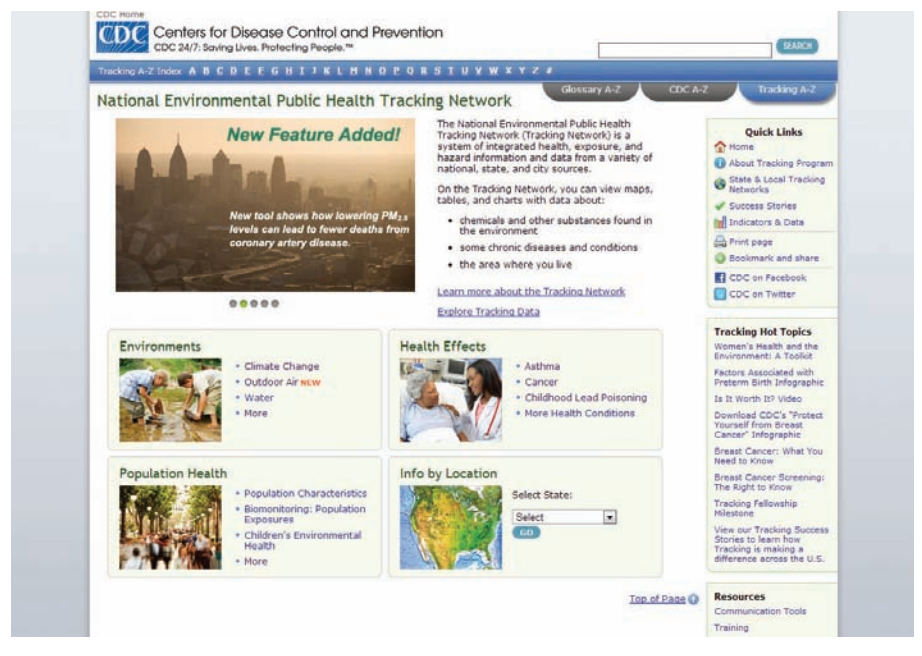 CDC Home
CDC
Centers for Disease Control and Prevention
CDC 24/7: Saving Lives. Protecting People.™
SEARCH
Tracking A-Z Index A B C D E F G H I J K L M N O P Q R S T U V W X Y Z #
Glossary A-Z
CDC A-Z
Tracking A-Z
National Environmental Public Health Tracking Network
New Feature Added!
New tool shows how lowering PM2.5
levels can lead to fewer deaths from
coronary artery disease.
The National Environmental Public Health
Tracking Network (Tracking Network) is a
system of integrated health, exposure, and
hazard information and data from a variety of
national, state, and city sources.
On the Tracking Network, you can view maps,
tables, and charts with data about:
• chemicals and other substances found in
the environment
• some chronic diseases and conditions
• the area where you live
Learn more about the Tracking Network
Explore Tracking Data
Quick Links
Home
About Tracking Program
State & Local Tracking
Networks
Success Stories
Indicators & Data
Print page
Bookmark and share
CDC on Facebook
CDC on Twitter
Environments
• Climate Change
• Outdoor Air NEW
• Water
• More
Health Effects
• Asthma
• Cancer
• Childhood Lead Poisoning
• More Health Conditions
Population Health
• Population Characteristics
• Biomonitoring: Population
Exposures
• Children's Environmental
Health
• More
Info by Location
Select State:
Select
GO
Tracking Hot Topics
Women's Health and the
Environment: A Toolkit
Factors Associated with
Preterm Birth Infographic
Is It Worth It? Video
Download CDC's "Protect
Yourself from Breast
Cancer" Infographic
Breast Cancer: What You
Need to Know
Breast Cancer Screening:
The Right to Know
Tracking Fellowship
Milestone
View our Tracking Success
Stories to learn how
Tracking is making a
difference across the U.S.
Top of Page
Resources
Communication Tools
Training